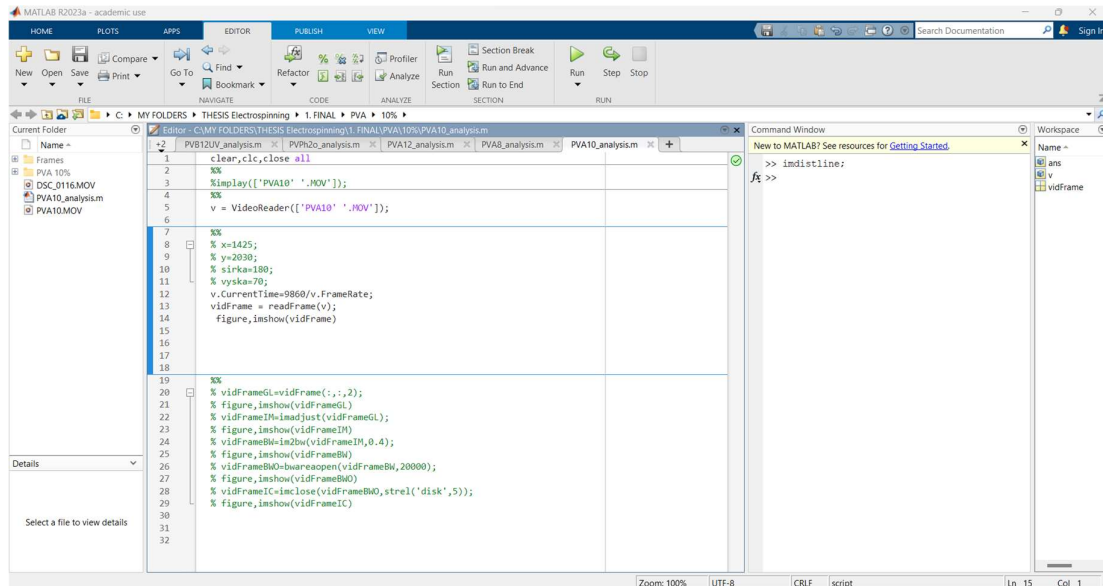 MATLAB R2023a - academic use
HOME PLOTS APPS EDITOR PUBLISH VIEW
Search Documentation
Sign In
New Open Save
Compare
Print
Go To
Find
Bookmark
Refactor
Profiler
Analyze
Run Section
Section Break
Run and Advance
Run to End
Run Step Stop
FILE NAVIGATE CODE ANALYZE SECTION RUN
C: MY FOLDERS THESIS Electrospinning 1. FINAL PVA 10%
Current Folder
Name
Frames
PVA 10%
DSC_0116.MOV
PVA10_analysis.m
PVA10.MOV
Details
Select a file to view details
Editor - C:\MY FOLDERS\THESIS Electrospinning\1. FINAL\PVA\10%\PVA10_analysis.m
+2 PVB12UV_analysis.m PVPh2o_analysis.m PVA12_analysis.m PVA8_analysis.m PVA10_analysis.m
1 clear,clc,close all
2 %%
3 %implay(['PVA10' '.MOV']);
4 %%
5 v = VideoReader(['PVA10' '.MOV']);
6
7 %%
8 % x=1425;
9 % y=2030;
10 % sirka=180;
11 % vyska=70;
12 v.CurrentTime=9860/v.FrameRate;
13 vidFrame = readFrame(v);
14 figure,imshow(vidFrame)
15
16
17
18
19 %%
20 % vidFrameGL=vidFrame(:,:,2);
21 % figure,imshow(vidFrameGL)
22 % vidFrameIM=imadjust(vidFrameGL);
23 % figure,imshow(vidFrameIM)
24 % vidFrameBW=im2bw(vidFrameIM,0.4);
25 % figure,imshow(vidFrameBW)
26 % vidFrameBWO=bwareaopen(vidFrameBW,20000);
27 % figure,imshow(vidFrameBWO)
28 % vidFrameIC=imclose(vidFrameBWO,strel('disk',5));
29 % figure,imshow(vidFrameIC)
30
31
32
Command Window
New to MATLAB? See resources for Getting Started.
>> imdistline;
fx >>
Workspace
Name
ans
v
vidFrame
Zoom: 100% UTF-8 CRLF script Ln 15 Col 1